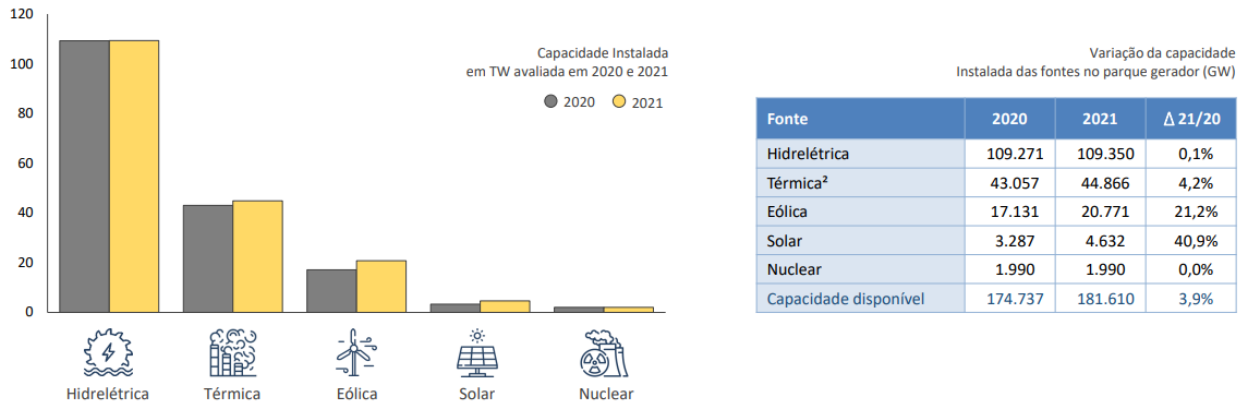 120
100
80
60
40
20
0
Capacidade Instalada
em TW avaliada em 2020 e 2021
2020 2021
Hidrelétrica Térmica Eólica Solar Nuclear
Variação da capacidade
Instalada das fontes no parque gerador (GW)
Fonte 2020 2021 Δ 21/20
Hidrelétrica 109.271 109.350 0,1%
Térmica² 43.057 44.866 4,2%
Eólica 17.131 20.771 21,2%
Solar 3.287 4.632 40,9%
Nuclear 1.990 1.990 0,0%
Capacidade disponível 174.737 181.610 3,9%